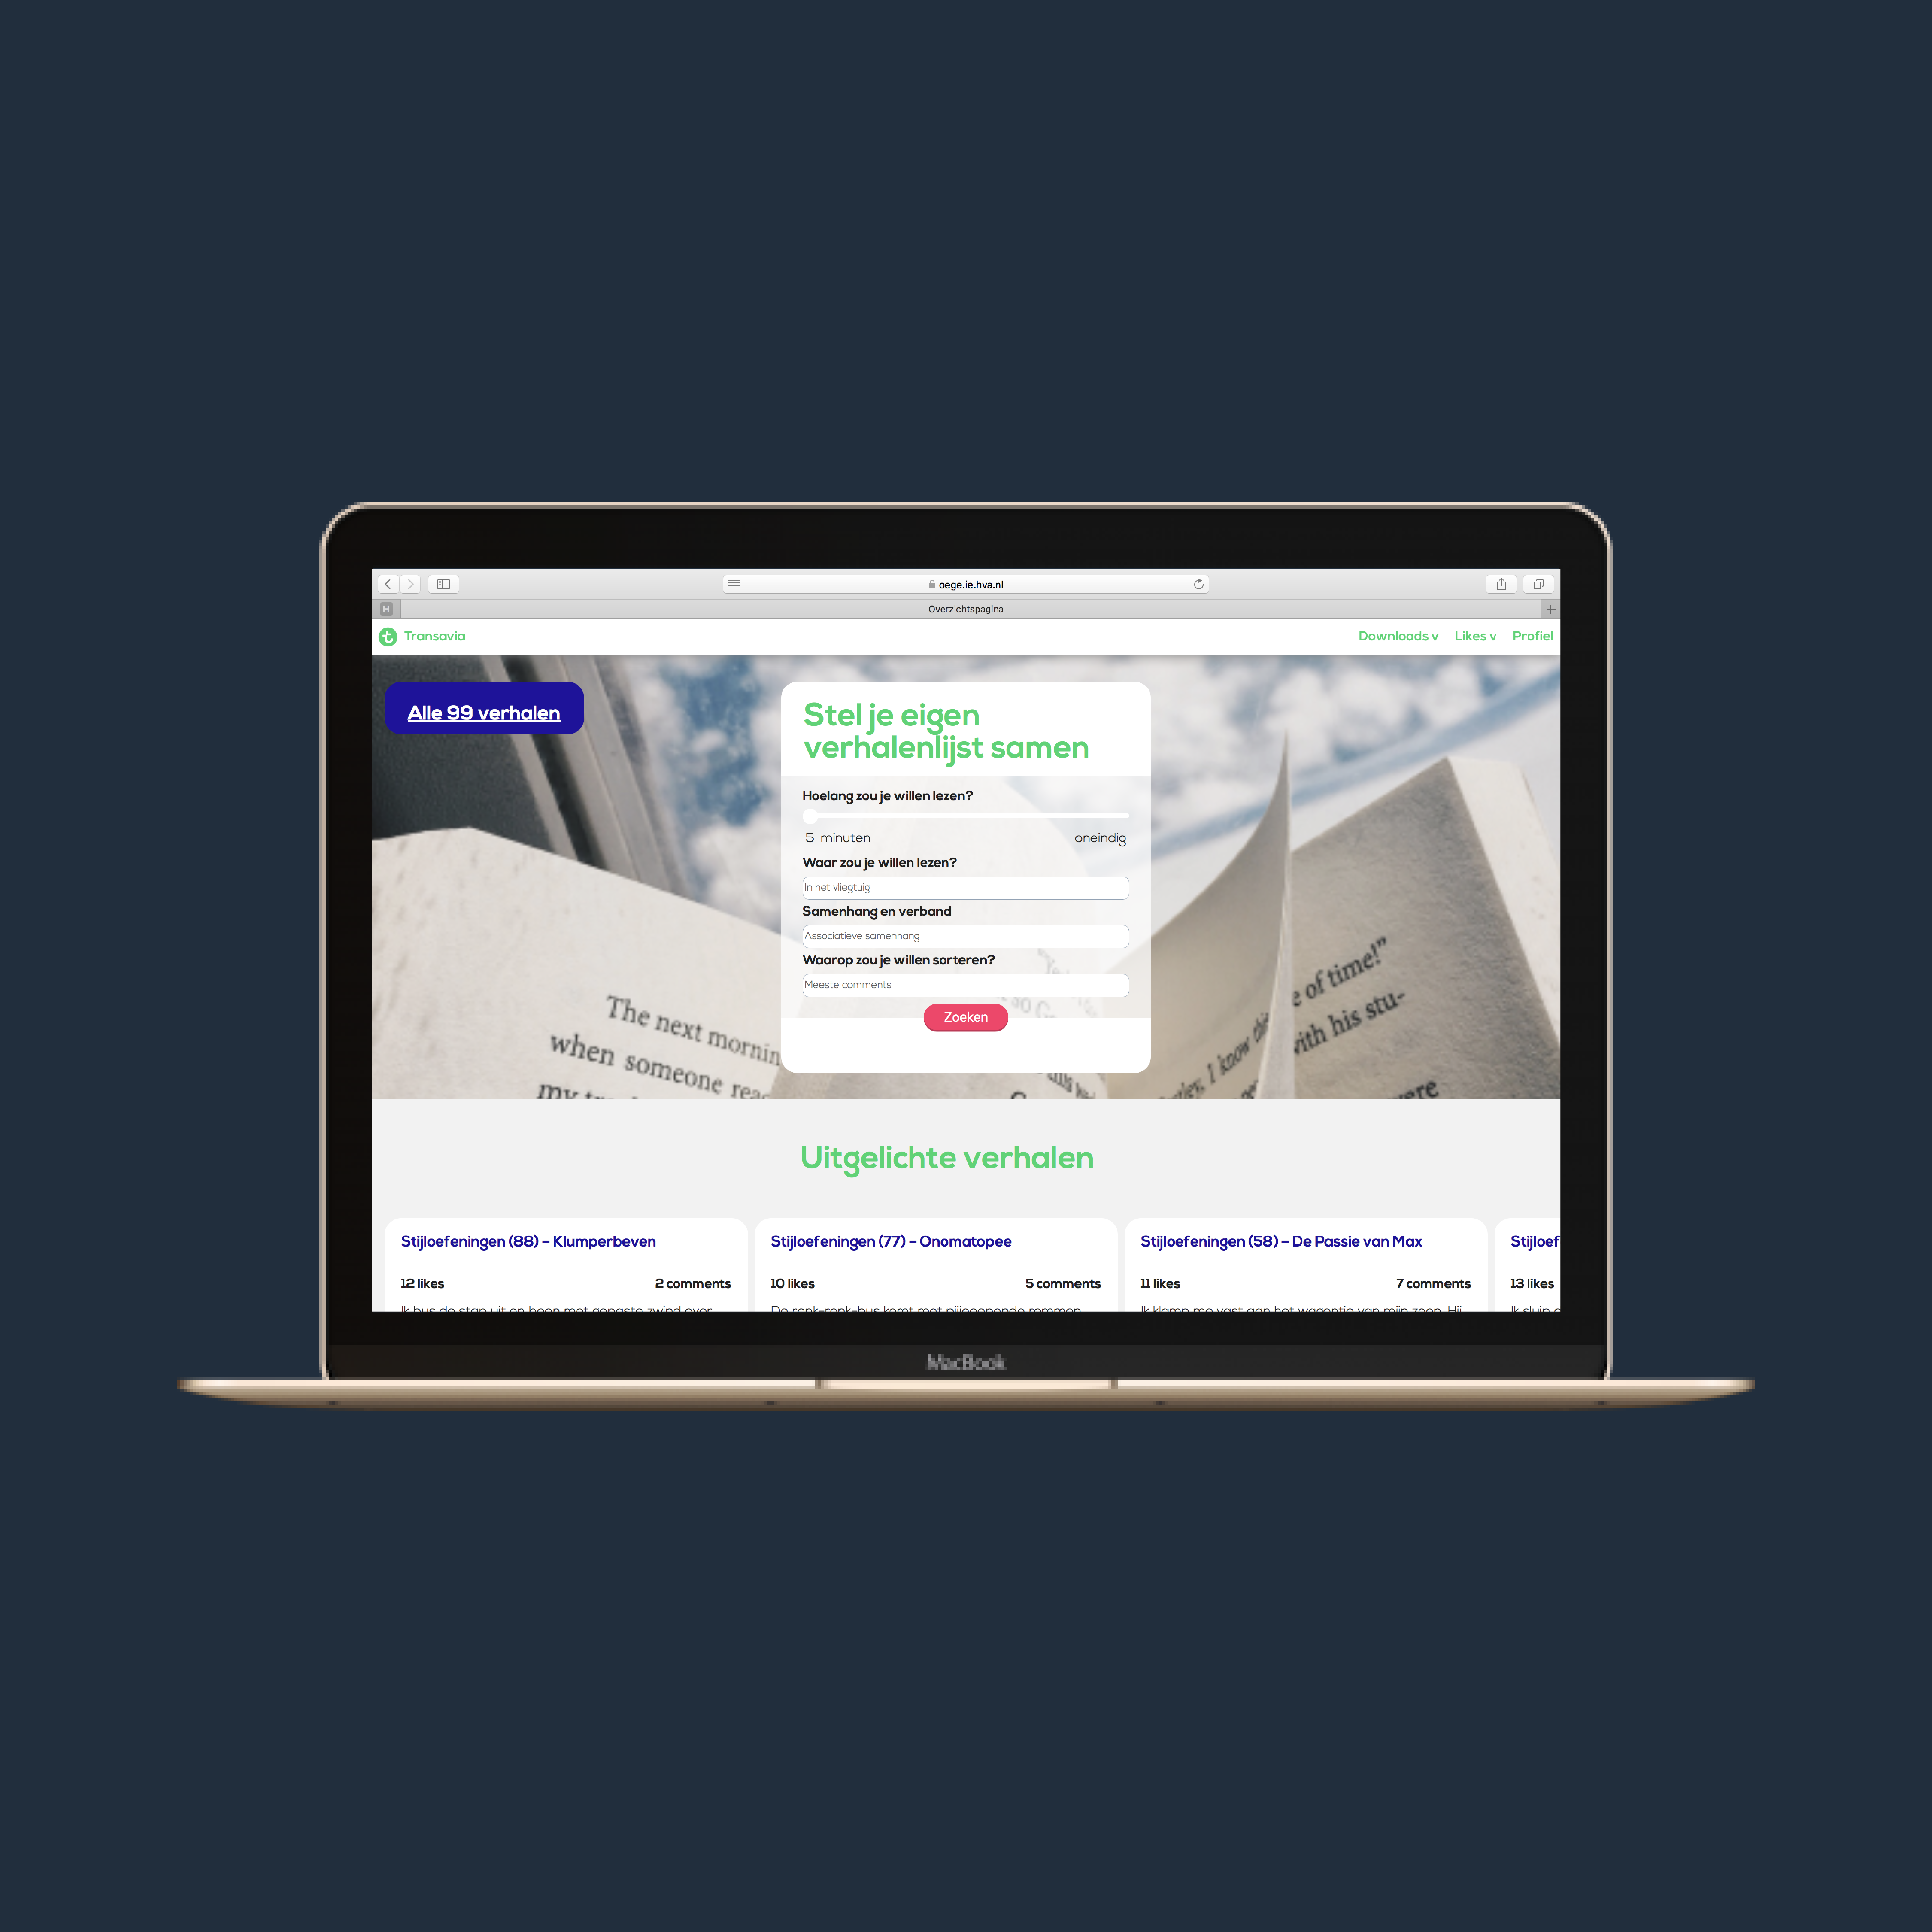 oege.ie.hva.nl
H
Overzichtspagina
Transavia
Downloads v Likes v Profiel
Alle 99 verhalen
Stel je eigen
verhalenlijst samen
Hoelang zou je willen lezen?
5 minuten oneindig
Waar zou je willen lezen?
In het vliegtuig
Samenhang en verband
Associatieve samenhang
Waarop zou je willen sorteren?
Meeste comments
Zoeken
The next mornin
when someone rea
my
e of time!"
with his stu-
I know this
ere
Uitgelichte verhalen
Stijloefeningen (88) – Klumperbeven
12 likes 2 comments
Stijloefeningen (77) – Onomatopee
10 likes 5 comments
Stijloefeningen (58) – De Passie van Max
11 likes 7 comments
Stijloef
13 likes
MacBook